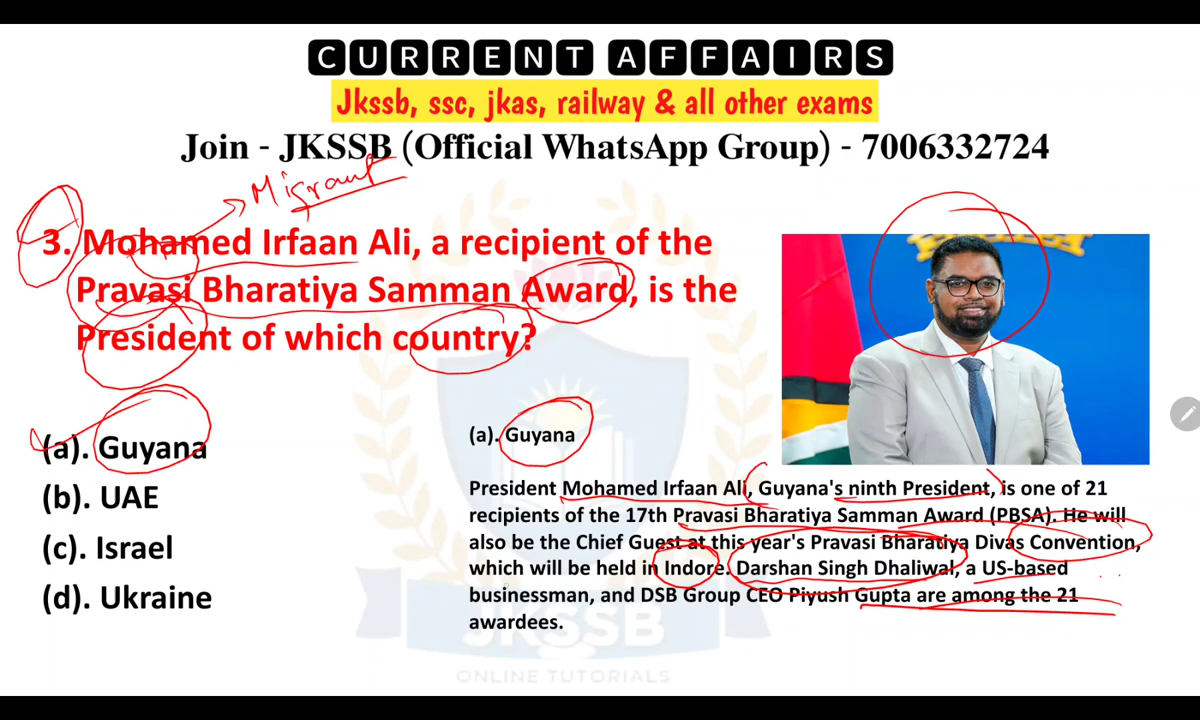 CURRENT AFFAIRS
Jkssb, ssc, jkas, railway & all other exams
Join - JKSSB (Official WhatsApp Group) - 7006332724
Migrant
3. Mohamed Irfaan Ali, a recipient of the
Pravasi Bharatiya Samman Award, is the
President of which country?
(a). Guyana
(b). UAE
(c). Israel
(d). Ukraine
(a). Guyana
President Mohamed Irfaan Ali, Guyana's ninth President, is one of 21
recipients of the 17th Pravasi Bharatiya Samman Award (PBSA). He will
also be the Chief Guest at this year's Pravasi Bharatiya Divas Convention,
which will be held in Indore. Darshan Singh Dhaliwal, a US-based
businessman, and DSB Group CEO Piyush Gupta are among the 21
awardees.
JKSSB
ONLINE TUTORIALS